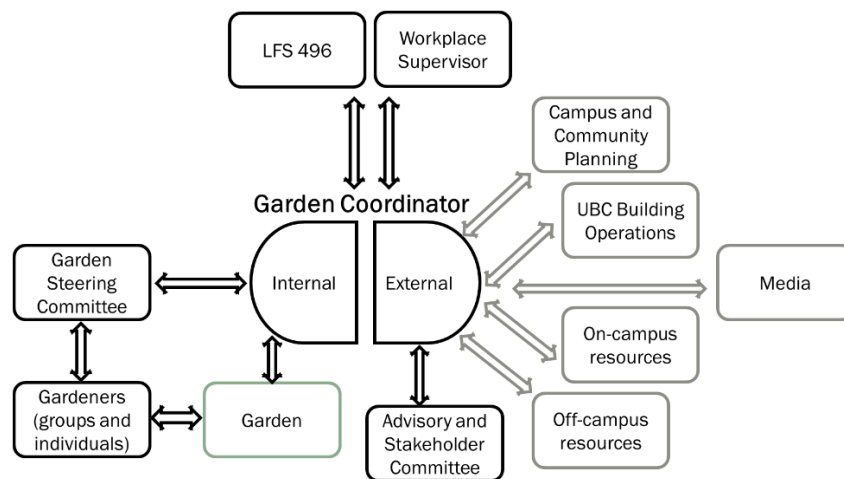 LFS 496
Workplace
Supervisor
Campus and
Community
Planning
Garden Coordinator
UBC Building
Operations
Garden
Steering
Committee
Internal
External
Media
On-campus
resources
Gardeners
(groups and
individuals)
Garden
Advisory and
Stakeholder
Committee
Off-campus
resources